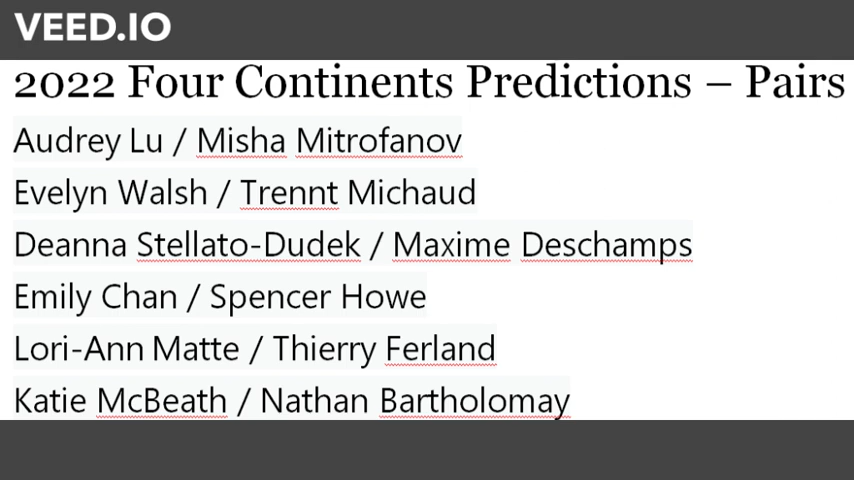 VEED.IO
2022 Four Continents Predictions – Pairs
Audrey Lu / Misha Mitrofanov
Evelyn Walsh / Trennt Michaud
Deanna Stellato-Dudek / Maxime Deschamps
Emily Chan / Spencer Howe
Lori-Ann Matte / Thierry Ferland
Katie McBeath / Nathan Bartholomay